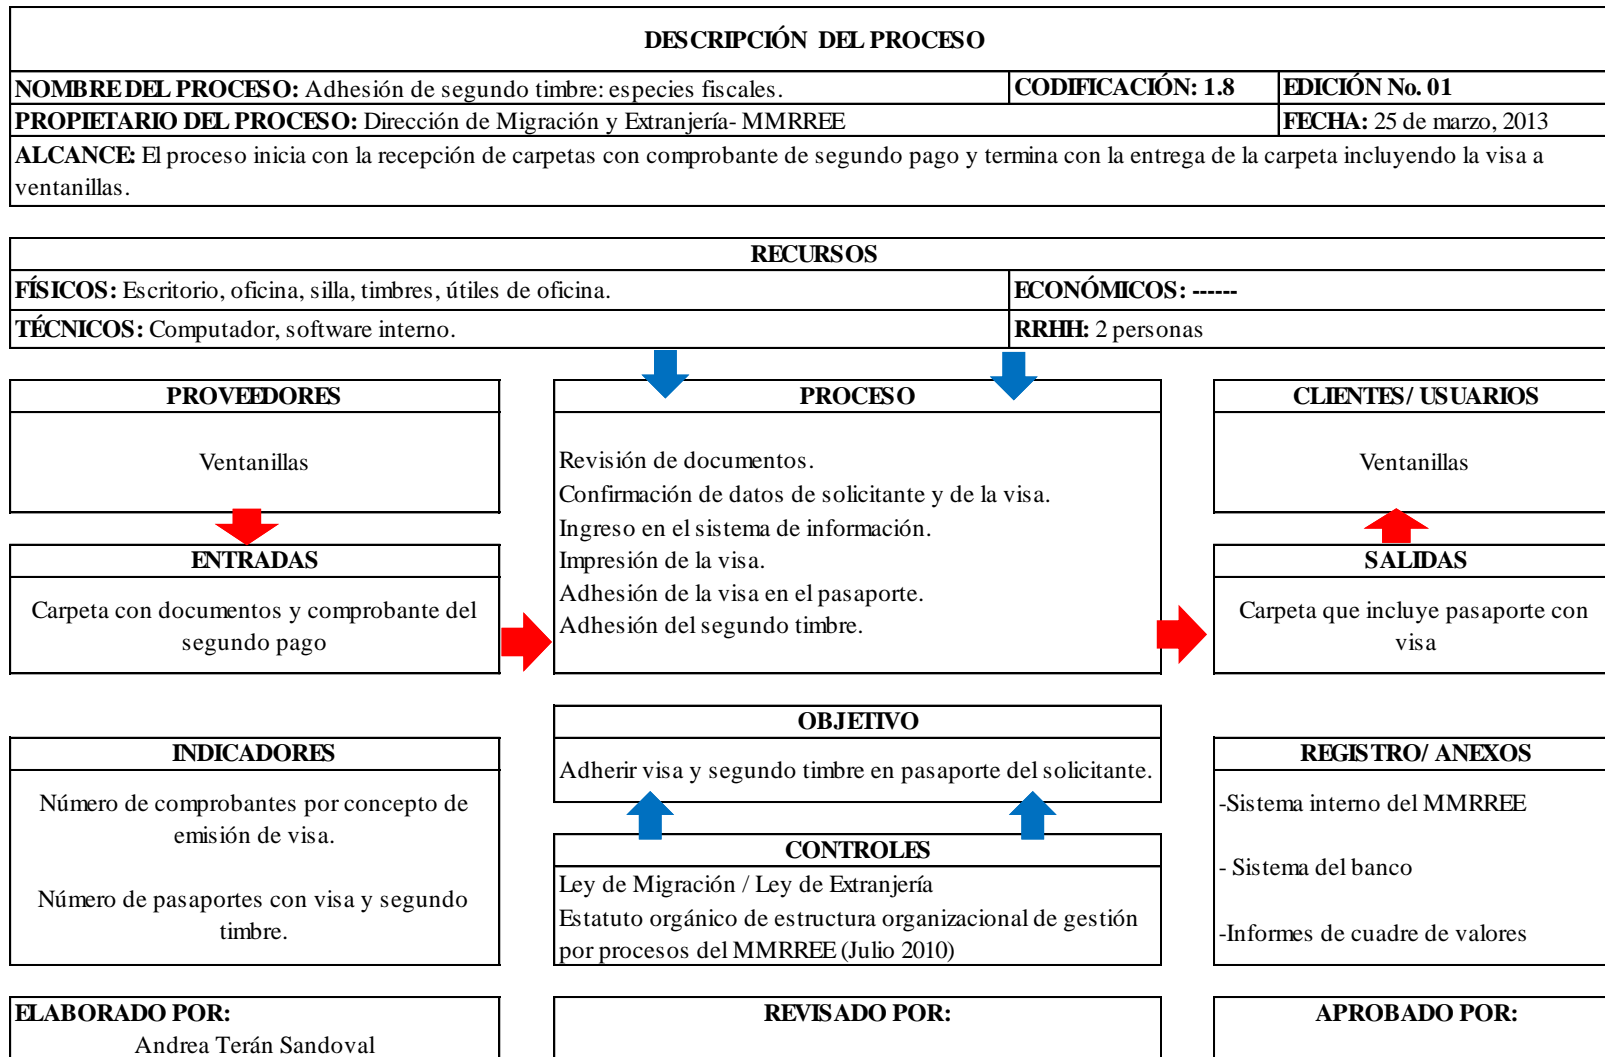 DESCRIPCIÓN DEL PROCESO
NOMBRE DEL PROCESO: Adhesión de segundo timbre: especies fiscales.
CODIFICACIÓN: 1.8
EDICIÓN No. 01
PROPIETARIO DEL PROCESO: Dirección de Migración y Extranjería- MMRREE
FECHA: 25 de marzo, 2013
ALCANCE: El proceso inicia con la recepción de carpetas con comprobante de segundo pago y termina con la entrega de la carpeta incluyendo la visa a
ventanillas.
RECURSOS
FÍSICOS: Escritorio, oficina, silla, timbres, útiles de oficina.
ECONÓMICOS: ------
TÉCNICOS: Computador, software interno.
RRHH: 2 personas
PROVEEDORES
Ventanillas
ENTRADAS
Carpeta con documentos y comprobante del
segundo pago
PROCESO
Revisión de documentos.
Confirmación de datos de solicitante y de la visa.
Ingreso en el sistema de información.
Impresión de la visa.
Adhesión de la visa en el pasaporte.
Adhesión del segundo timbre.
CLIENTES/ USUARIOS
Ventanillas
SALIDAS
Carpeta que incluye pasaporte con
visa
INDICADORES
Número de comprobantes por concepto de
emisión de visa.
Número de pasaportes con visa y segundo
timbre.
OBJETIVO
Adherir visa y segundo timbre en pasaporte del solicitante.
CONTROLES
Ley de Migración / Ley de Extranjería
Estatuto orgánico de estructura organizacional de gestión
por procesos del MMRREE (Julio 2010)
REGISTRO/ ANEXOS
-Sistema interno del MMRREE
- Sistema del banco
-Informes de cuadre de valores
ELABORADO POR:
Andrea Terán Sandoval
REVISADO POR:
APROBADO POR: